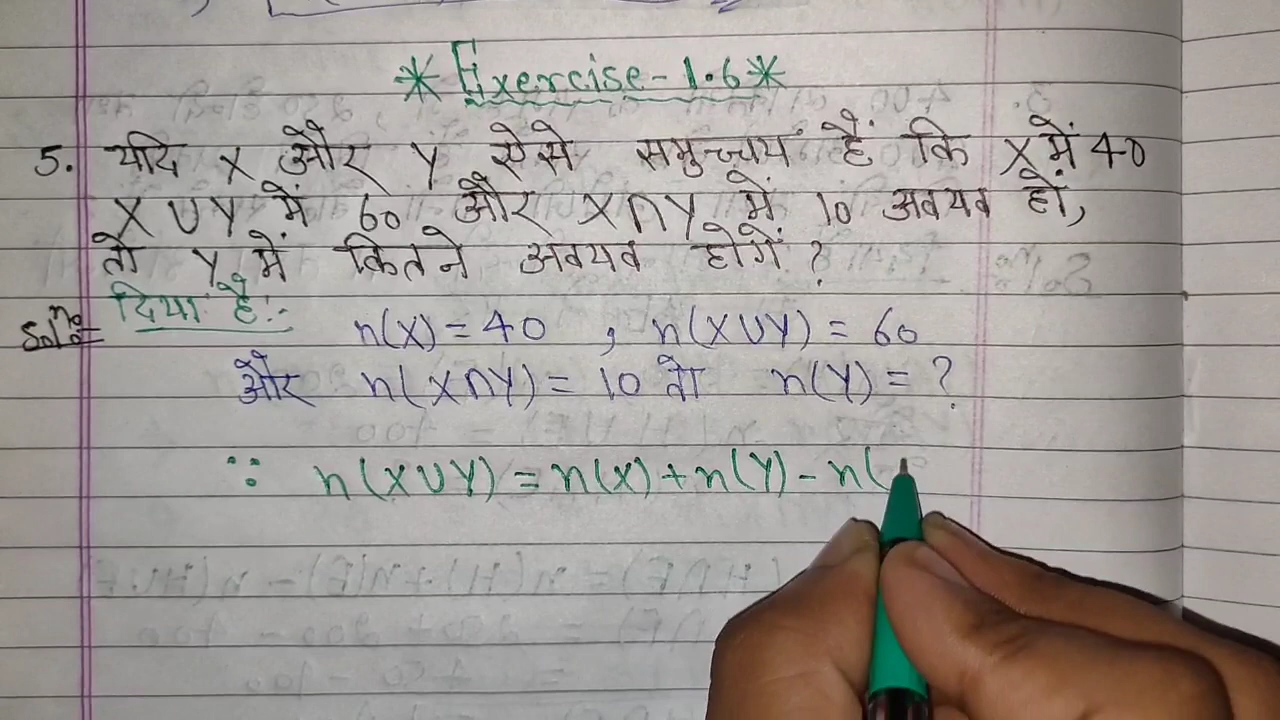 * Exercise-1.6 *
5. यदि X और Y ऐसे समुच्चय हैं कि X में 40
X U Y में 60 और X ∩ Y में 10 अवयव हों,
तो Y में कितने अवयव होगें ?
दिया है:-
Solⁿ n(X) = 40 , n(X∪Y) = 60
और n(X∩Y) = 10 तो n(Y) = ?
∵ n(X∪Y) = n(X) + n(Y) - n(